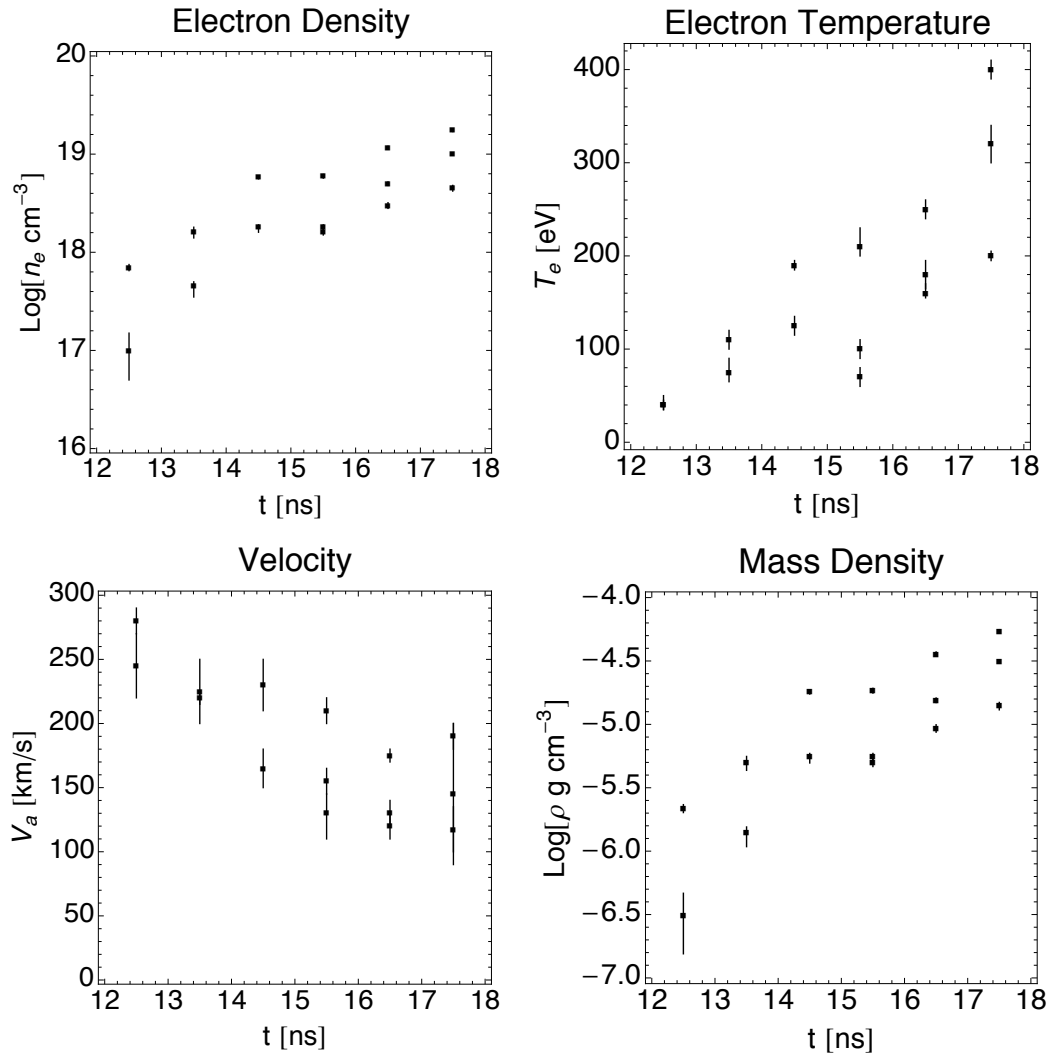 Electron Density
20
19
18
17
16
Log[n_e cm^{-3}]
12 13 14 15 16 17 18
t [ns]
Electron Temperature
400
300
200
100
0
T_e [eV]
12 13 14 15 16 17 18
t [ns]
Velocity
300
250
200
150
100
50
0
V_a [km/s]
12 13 14 15 16 17 18
t [ns]
Mass Density
−4.0
−4.5
−5.0
−5.5
−6.0
−6.5
−7.0
Log[ρ g cm^{-3}]
12 13 14 15 16 17 18
t [ns]